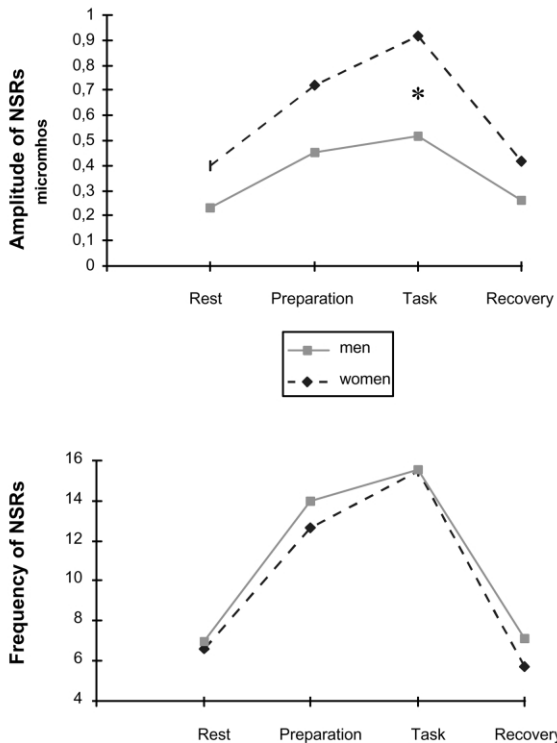 Amplitude of NSRs
micromhos
1
0,9
0,8
0,7
0,6
0,5
0,4
0,3
0,2
0,1
0
*
Rest Preparation Task Recovery
men
women
Frequency of NSRs
16
14
12
10
8
6
4
Rest Preparation Task Recovery